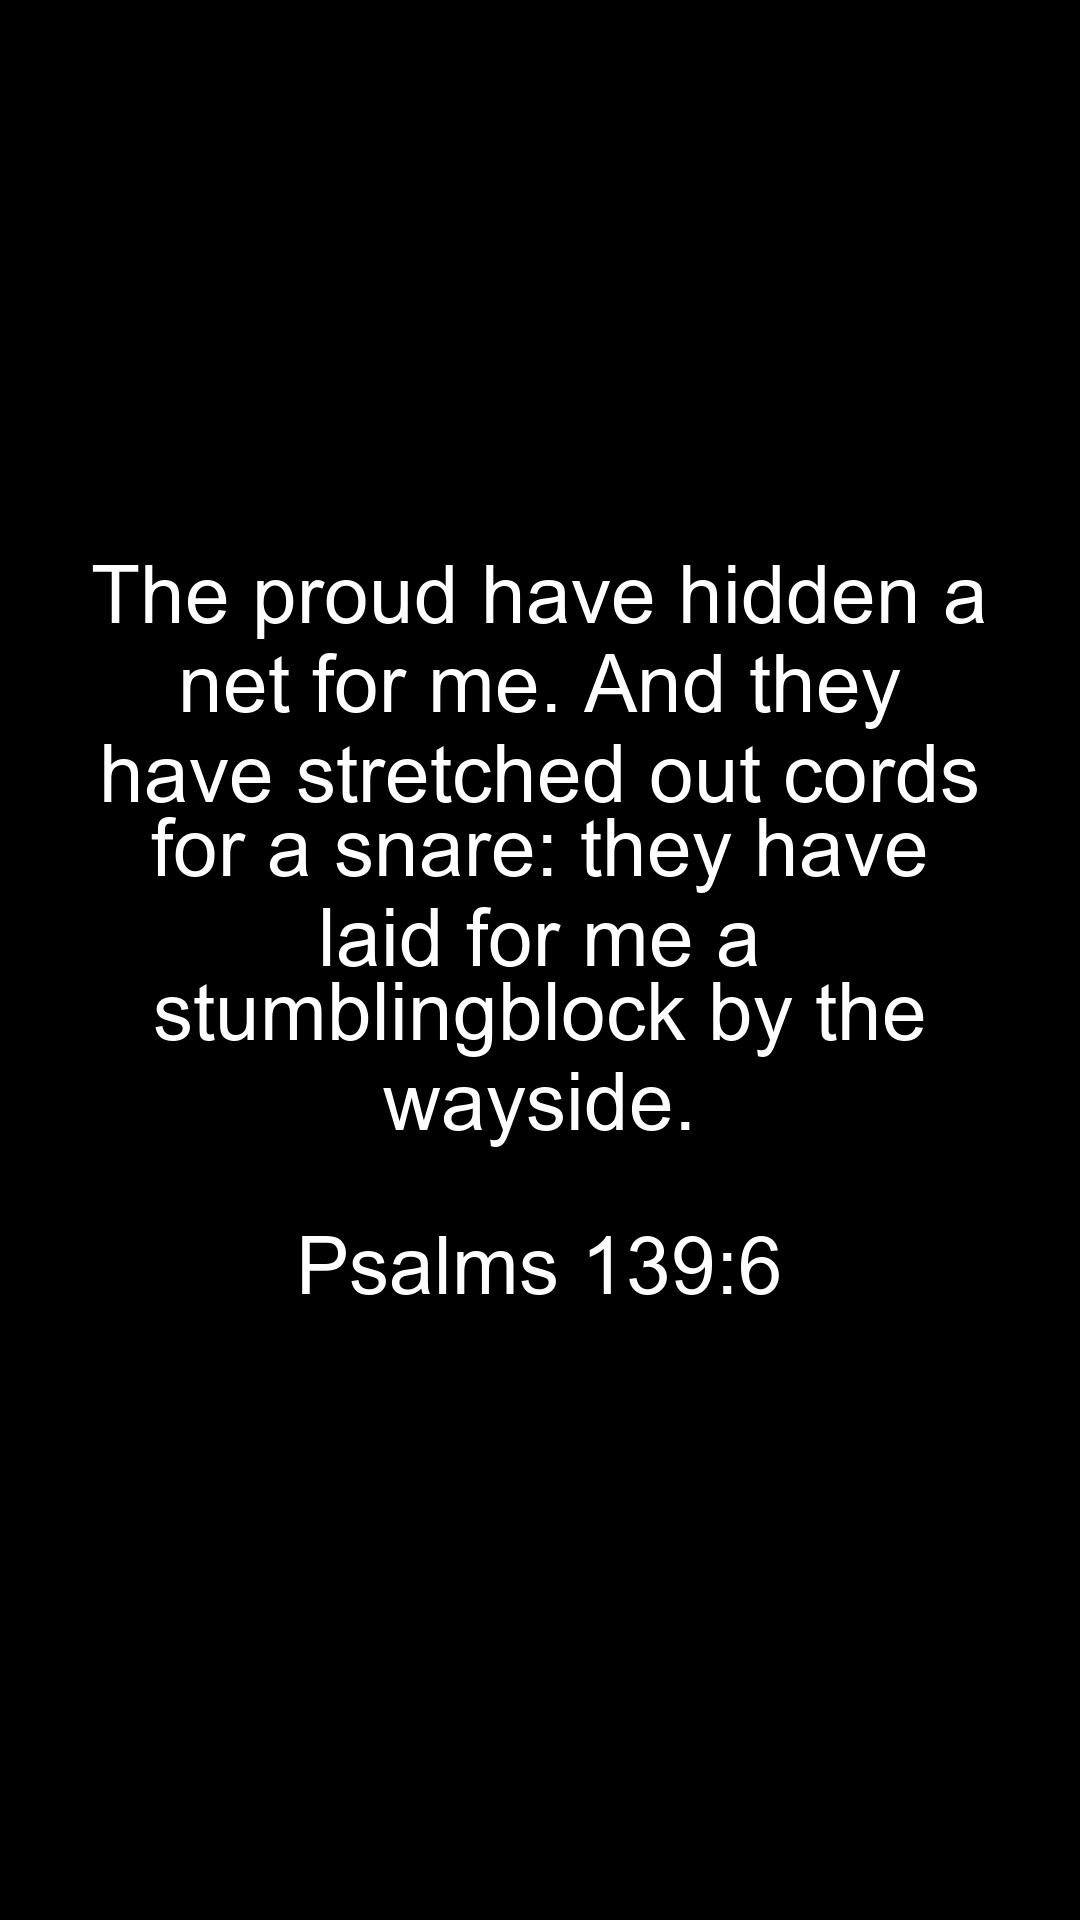 The proud have hidden a
net for me. And they
have stretched out cords
for a snare: they have
laid for me a
stumblingblock by the
wayside.
Psalms 139:6